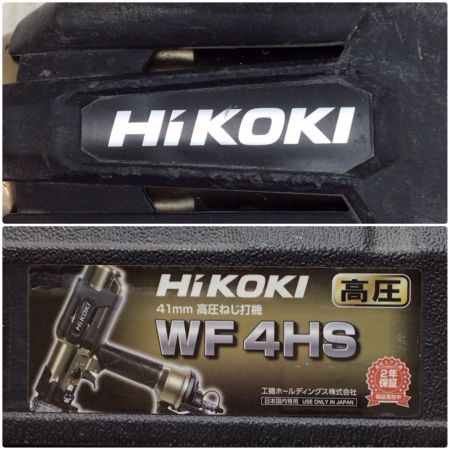 HiKOKI
HiKOKI
高圧
41mm 高圧ねじ打機
WF 4HS
2年
保証
工機ホールディングス株式会社
日本国内専用 USE ONLY IN JAPAN